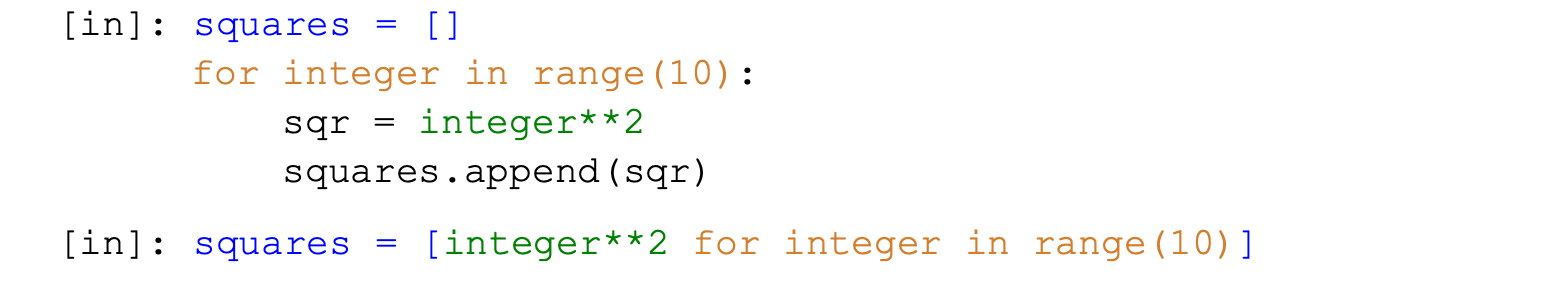 [in]: squares = []
for integer in range(10):
sqr = integer**2
squares.append(sqr)
[in]: squares = [integer**2 for integer in range(10)]